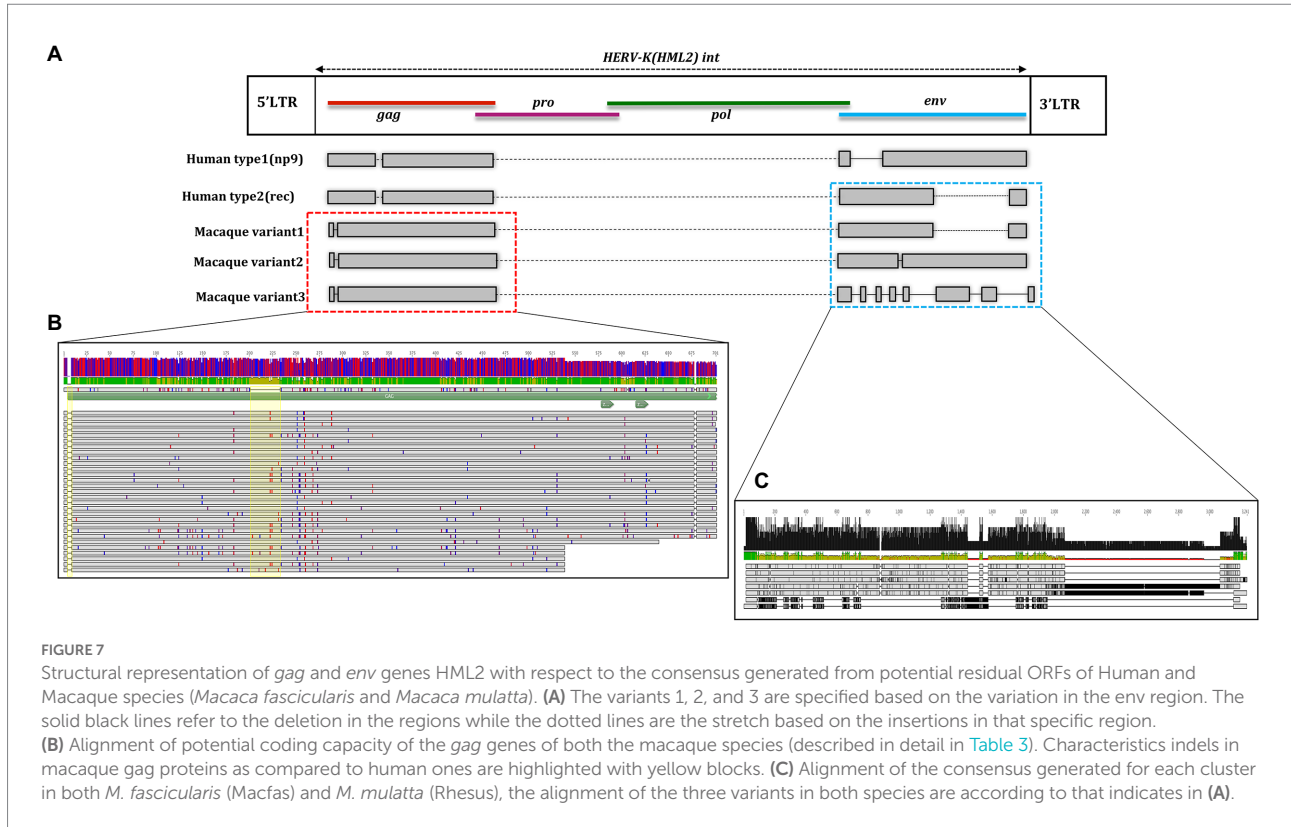 A
HERV-K(HML2) int
5'LTR
gag
pro
pol
env
3'LTR
Human type1(np9)
Human type2(rec)
Macaque variant1
Macaque variant2
Macaque variant3
B
GAG
C
FIGURE 7
Structural representation of gag and env genes HML2 with respect to the consensus generated from potential residual ORFs of Human and
Macaque species (Macaca fascicularis and Macaca mulatta). (A) The variants 1, 2, and 3 are specified based on the variation in the env region. The
solid black lines refer to the deletion in the regions while the dotted lines are the stretch based on the insertions in that specific region.
(B) Alignment of potential coding capacity of the gag genes of both the macaque species (described in detail in Table 3). Characteristics indels in
macaque gag proteins as compared to human ones are highlighted with yellow blocks. (C) Alignment of the consensus generated for each cluster
in both M. fascicularis (Macfas) and M. mulatta (Rhesus), the alignment of the three variants in both species are according to that indicates in (A).